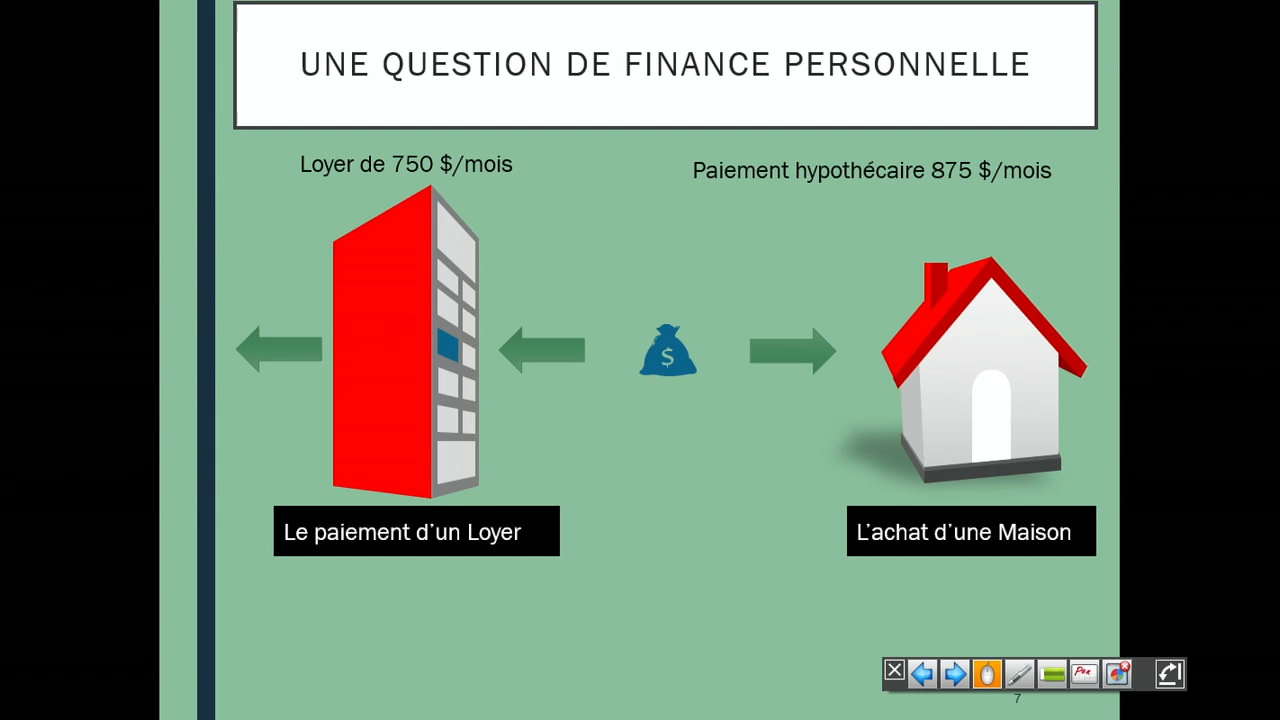 UNE QUESTION DE FINANCE PERSONNELLE
Loyer de 750 $/mois
Paiement hypothécaire 875 $/mois
$
Le paiement d'un Loyer
L'achat d'une Maison
Pen
7